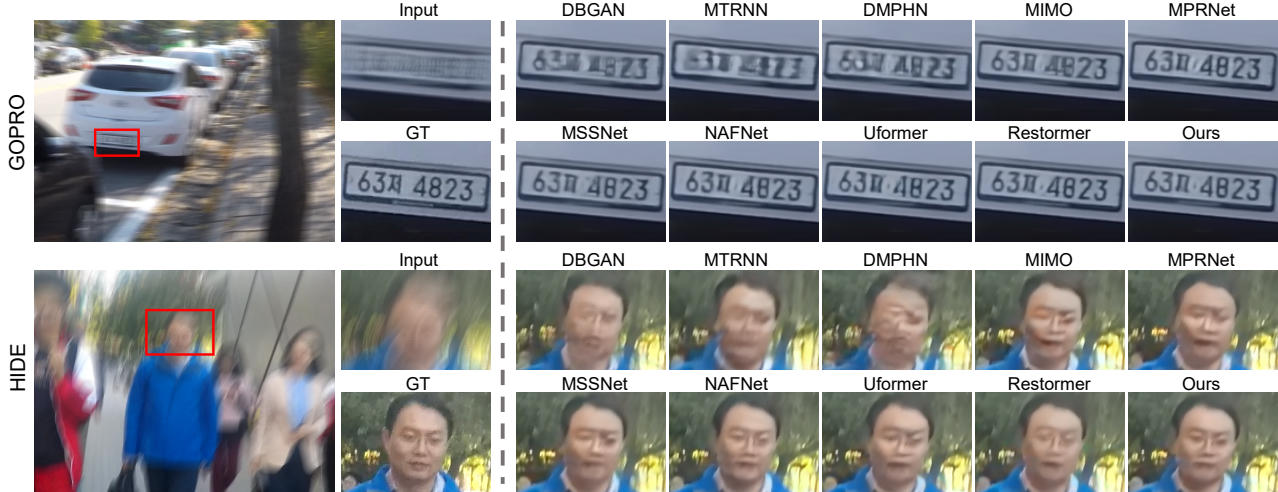 Input
DBGAN
MTRNN
DMPHN
MIMO
MPRNet
GOPRO
GT
63자 4823
MSSNet
NAFNet
Uformer
Restormer
Ours
Input
DBGAN
MTRNN
DMPHN
MIMO
MPRNet
HIDE
GT
MSSNet
NAFNet
Uformer
Restormer
Ours